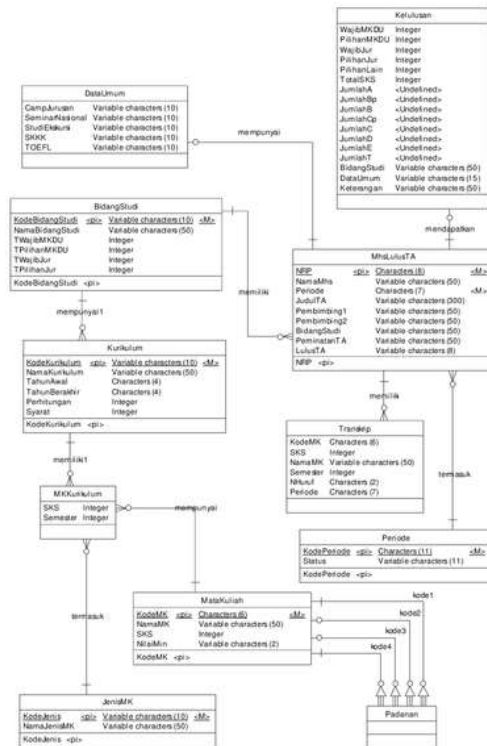 Kelulusan
WajibMKDU Integer
PilihanMKDU Integer
WajibJur Integer
PilihanJur Integer
PilihanLain Integer
TotalSKS Integer
JumlahA <Undefined>
JumlahBp <Undefined>
JumlahB <Undefined>
JumlahCp <Undefined>
JumlahC <Undefined>
JumlahD <Undefined>
JumlahE <Undefined>
JumlahT <Undefined>
BidangStudi Variable characters (50)
DataUmum Variable characters (15)
Keterangan Variable characters (50)
DataUmum
CampJurusan Variable characters (10)
SeminarNasional Variable characters (10)
StudiEkskursi Variable characters (10)
SKKK Variable characters (10)
TOEFL Variable characters (10)
mempunyai
mendapatkan
BidangStudi
KodeBidangStudi <pi> Variable characters (10) <M>
NamaBidangStudi Variable characters (50)
TWajibMKDU Integer
TPilihanMKDU Integer
TWajibJur Integer
TPilihanJur Integer
KodeBidangStudi <pi>
memiliki
MhsLulusTA
NRP <pi> Characters (8) <M>
NamaMhs Variable characters (50)
Periode Characters (7) <M>
JudulTA Variable characters (300)
Pembimbing1 Variable characters (50)
Pembimbing2 Variable characters (50)
BidangStudi Variable characters (50)
PeminatanTA Variable characters (50)
LulusTA Variable characters (8)
NRP <pi>
mempunyai1
Kurikulum
KodeKurikulum <pi> Variable characters (10) <M>
NamaKurikulum Variable characters (50)
TahunAwal Characters (4)
TahunBerakhir Characters (4)
Perhitungan Integer
Syarat Integer
KodeKurikulum <pi>
memilik
Transkrip
KodeMK Characters (6)
SKS Integer
NamaMK Variable characters (50)
Semester Integer
NHuruf Characters (2)
Periode Characters (7)
memiliki1
MKKurikulum
SKS Integer
Semester Integer
mempunyai
termasuk
Periode
KodePeriode <pi> Characters (11) <M>
Status Variable characters (11)
KodePeriode <pi>
termasuk
MataKuliah
KodeMK <pi> Characters (6) <M>
NamaMK Variable characters (50)
SKS Integer
NilaiMin Variable characters (2)
KodeMK <pi>
kode1
kode2
kode3
kode4
JenisMK
KodeJenis <pi> Variable characters (10) <M>
NamaJenisMK Variable characters (50)
KodeJenis <pi>
Padanan